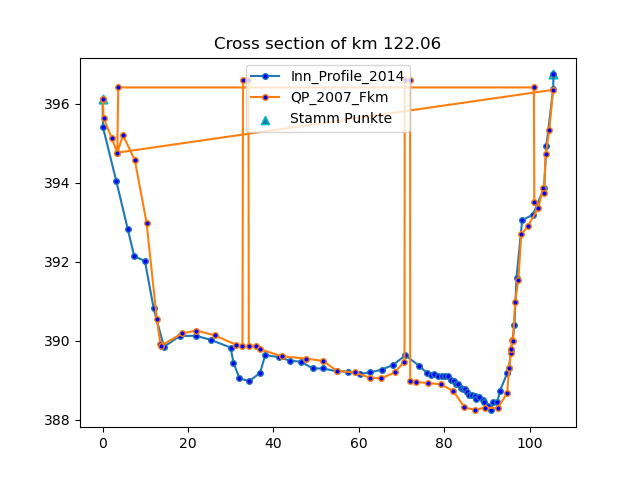 Cross section of km 122.06
Inn_Profile_2014
QP_2007_Fkm
Stamm Punkte
396
394
392
390
388
0 20 40 60 80 100